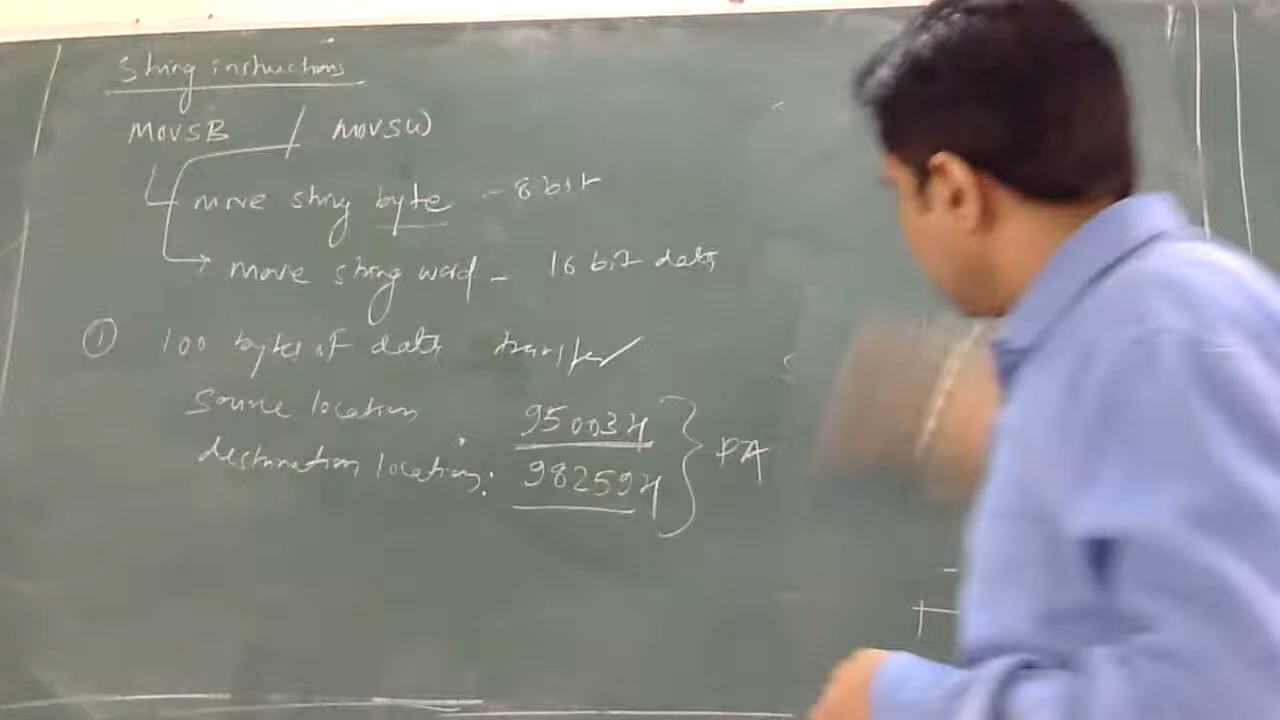 String instructions
MOVSB / MOVSW
move string byte - 8 bit
move string word - 16 bit data
① 100 bytes of data transfer
Source location 95003H
destination location: 98259H
} PA